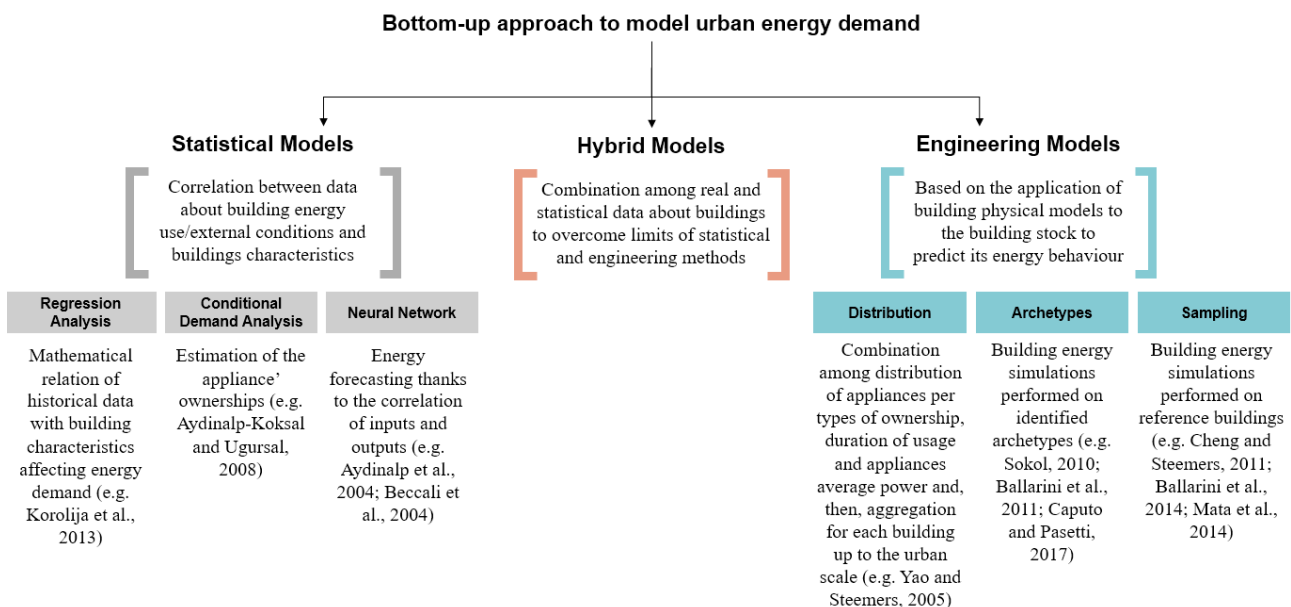 Bottom-up approach to model urban energy demand
Statistical Models
Correlation between data
about building energy
use/external conditions and
buildings characteristics
Regression
Analysis
Mathematical
relation of
historical data
with building
characteristics
affecting energy
demand (e.g.
Korolija et al.,
2013)
Conditional
Demand Analysis
Estimation of the
appliance’
ownerships (e.g.
Aydinalp-Koksal
and Ugursal,
2008)
Neural Network
Energy
forecasting thanks
to the correlation
of inputs and
outputs (e.g.
Aydinalp et al.,
2004; Beccali et
al., 2004)
Hybrid Models
Combination among real and
statistical data about buildings
to overcome limits of statistical
and engineering methods
Engineering Models
Based on the application of
building physical models to
the building stock to
predict its energy behaviour
Distribution
Combination
among distribution
of appliances per
types of ownership,
duration of usage
and appliances
average power and,
then, aggregation
for each building
up to the urban
scale (e.g. Yao and
Steemers, 2005)
Archetypes
Building energy
simulations
performed on
identified
archetypes (e.g.
Sokol, 2010;
Ballarini et al.,
2011; Caputo
and Pasetti,
2017)
Sampling
Building energy
simulations
performed on
reference buildings
(e.g. Cheng and
Steemers, 2011;
Ballarini et al.,
2014; Mata et al.,
2014)